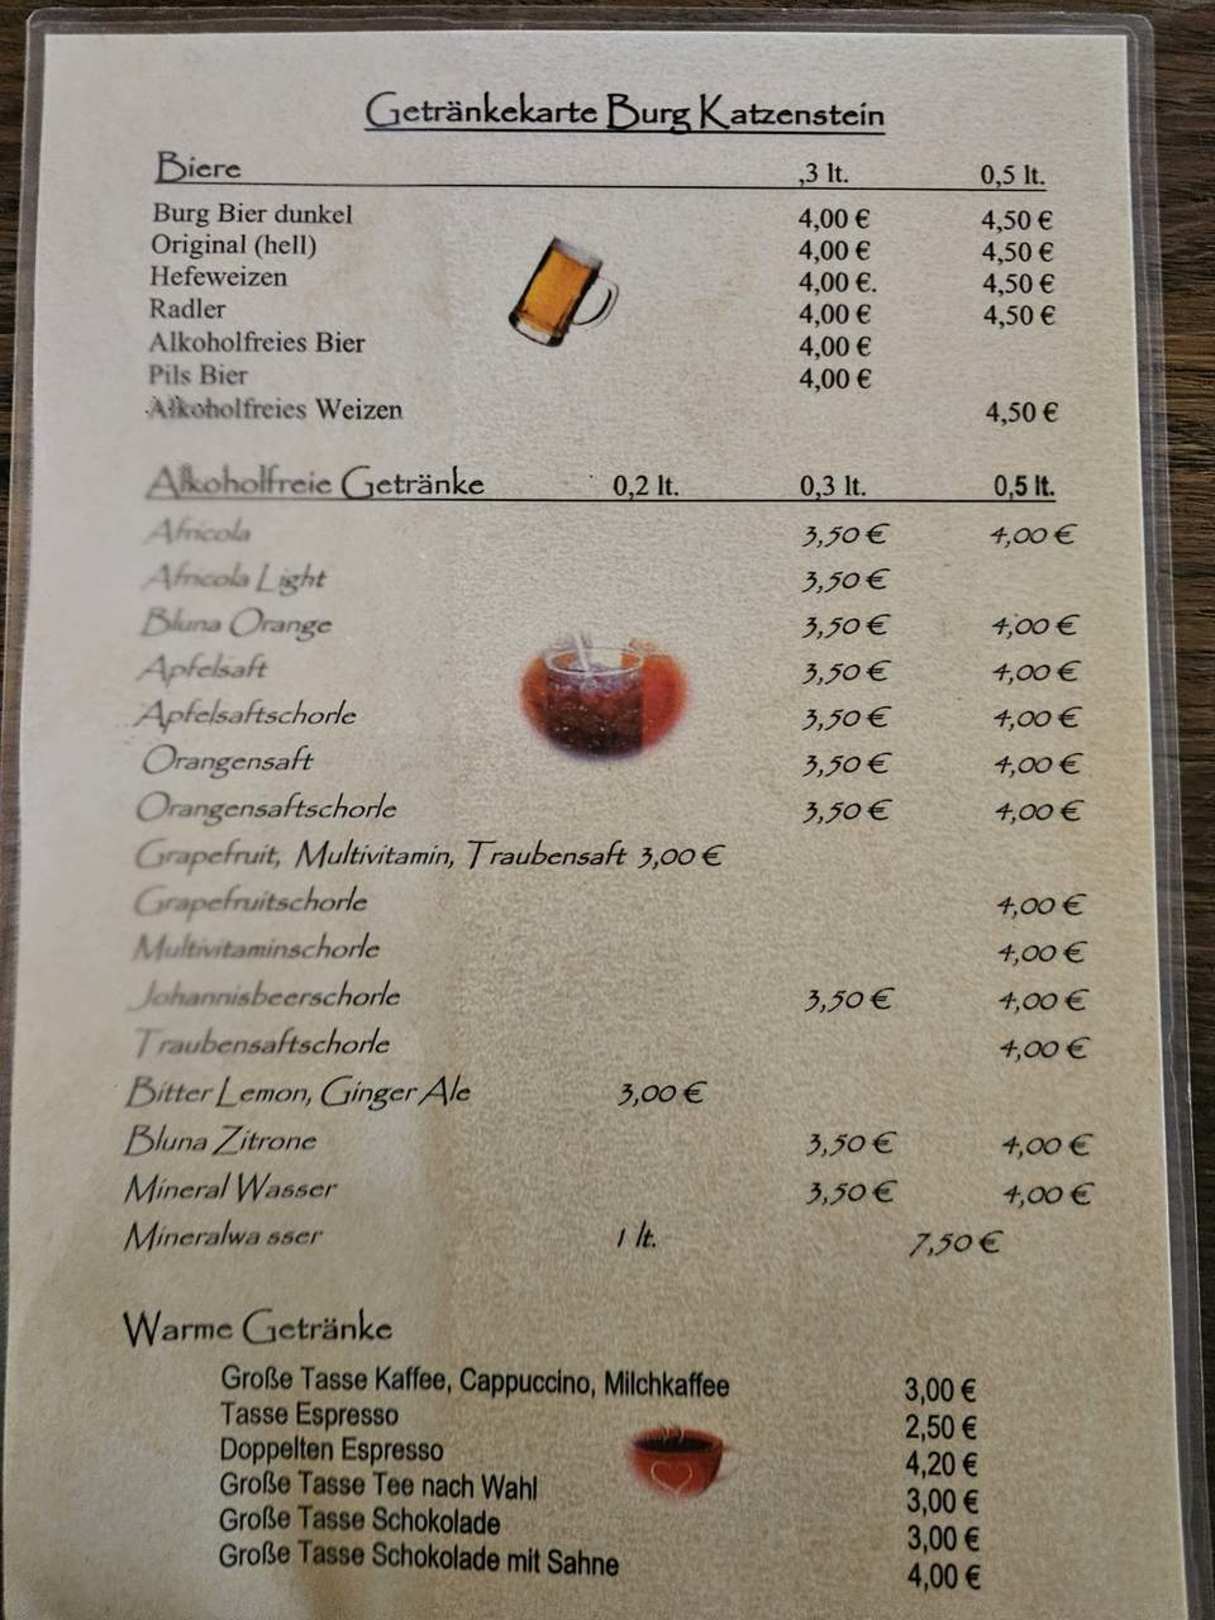 Getränkekarte Burg Katzenstein
Biere ,3 lt. 0,5 lt.
Burg Bier dunkel 4,00 € 4,50 €
Original (hell) 4,00 € 4,50 €
Hefeweizen 4,00 €. 4,50 €
Radler 4,00 € 4,50 €
Alkoholfreies Bier 4,00 €
Pils Bier 4,00 €
Alkoholfreies Weizen 4,50 €
Alkoholfreie Getränke 0,2 lt. 0,3 lt. 0,5 lt.
Africola 3,50 € 4,00 €
Africola Light 3,50 €
Bluna Orange 3,50 € 4,00 €
Apfelsaft 3,50 € 4,00 €
Apfelsaftschorle 3,50 € 4,00 €
Orangensaft 3,50 € 4,00 €
Orangensaftschorle 3,50 € 4,00 €
Grapefruit, Multivitamin, Traubensaft 3,00 €
Grapefruitschorle 4,00 €
Multivitaminschorle 4,00 €
Johannisbeerschorle 3,50 € 4,00 €
Traubensaftschorle 4,00 €
Bitter Lemon, Ginger Ale 3,00 €
Bluna Zitrone 3,50 € 4,00 €
Mineral Wasser 3,50 € 4,00 €
Mineralwa sser 1 lt. 7,50 €
Warme Getränke
Große Tasse Kaffee, Cappuccino, Milchkaffee 3,00 €
Tasse Espresso 2,50 €
Doppelten Espresso 4,20 €
Große Tasse Tee nach Wahl 3,00 €
Große Tasse Schokolade 3,00 €
Große Tasse Schokolade mit Sahne 4,00 €